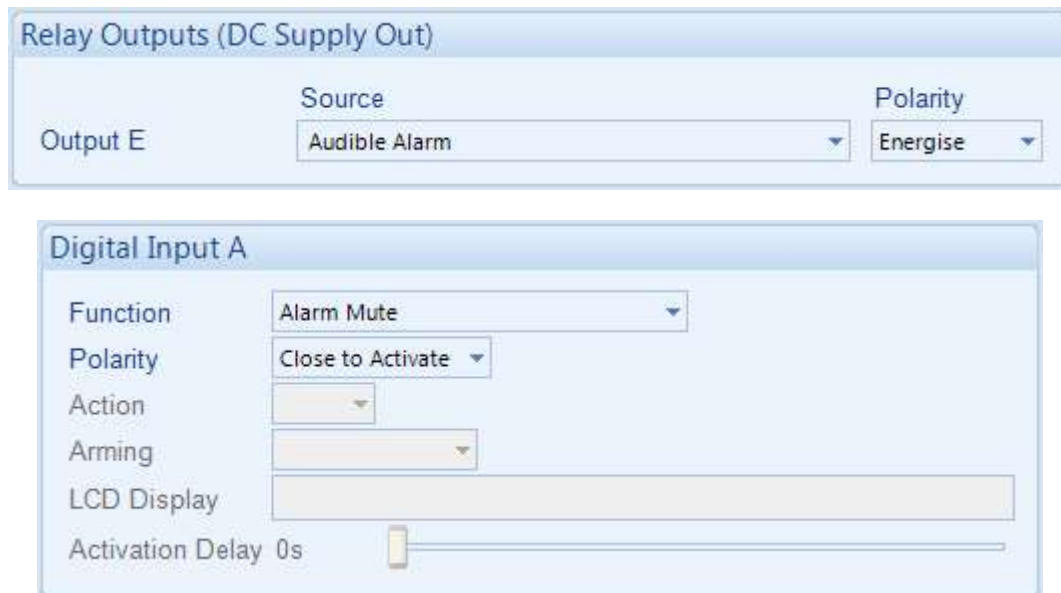 Relay Outputs (DC Supply Out)
Source Polarity
Output E Audible Alarm Energise
Digital Input A
Function Alarm Mute
Polarity Close to Activate
Action
Arming
LCD Display
Activation Delay 0s